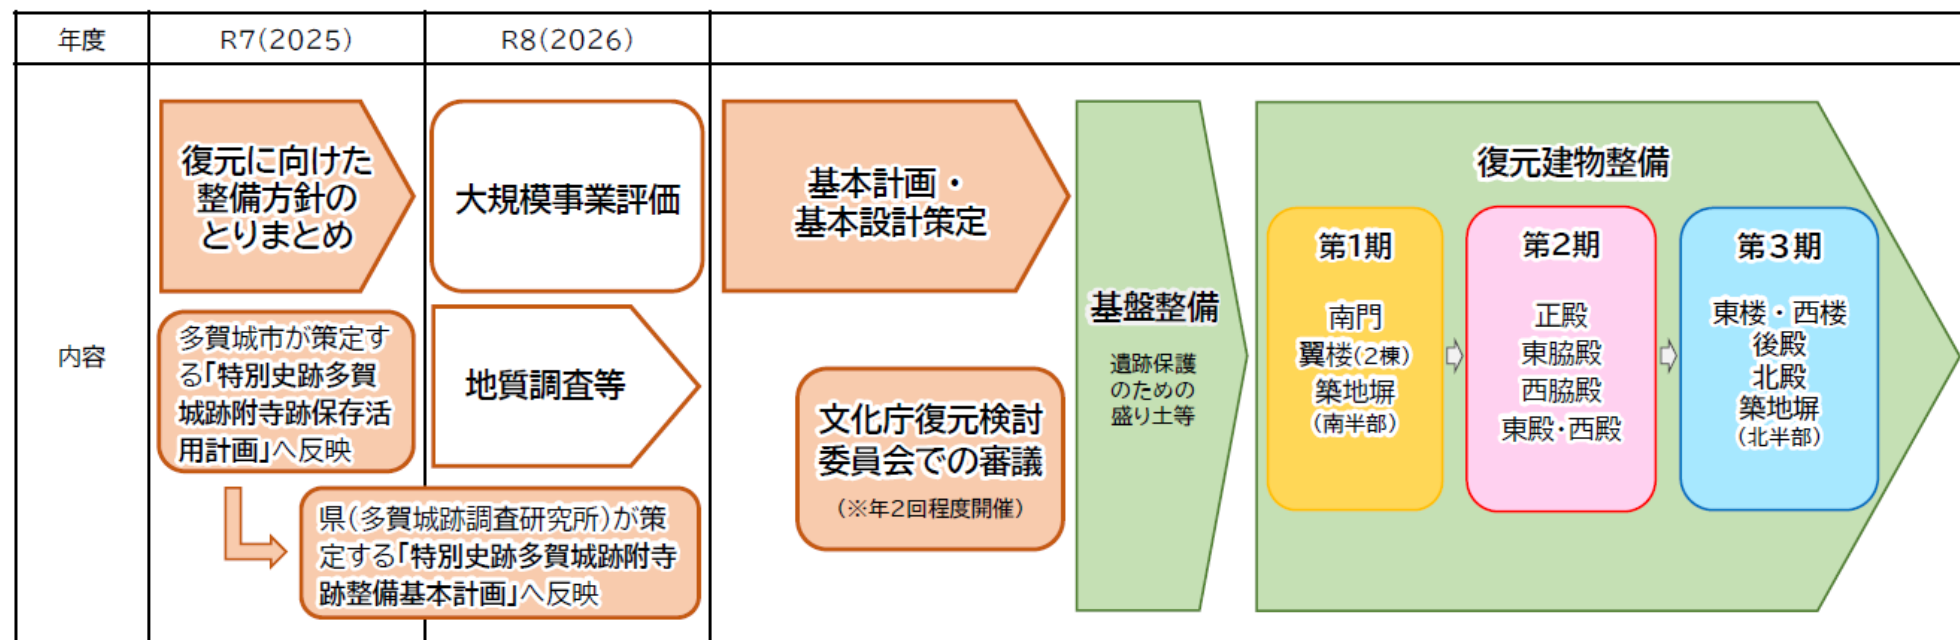 年度
R7(2025)
R8(2026)
内容
復元に向けた
整備方針の
とりまとめ
多賀城市が策定す
る「特別史跡多賀
城跡附寺跡保存活
用計画」へ反映
県(多賀城跡調査研究所)が策
定する「特別史跡多賀城跡附寺
跡整備基本計画」へ反映
大規模事業評価
地質調査等
基本計画・
基本設計策定
文化庁復元検討
委員会での審議
(※年2回程度開催)
基盤整備
遺跡保護
のための
盛り土等
復元建物整備
第1期
南門
翼楼(2棟)
築地塀
(南半部)
第2期
正殿
東脇殿
西脇殿
東殿・西殿
第3期
東楼・西楼
後殿
北殿
築地塀
(北半部)